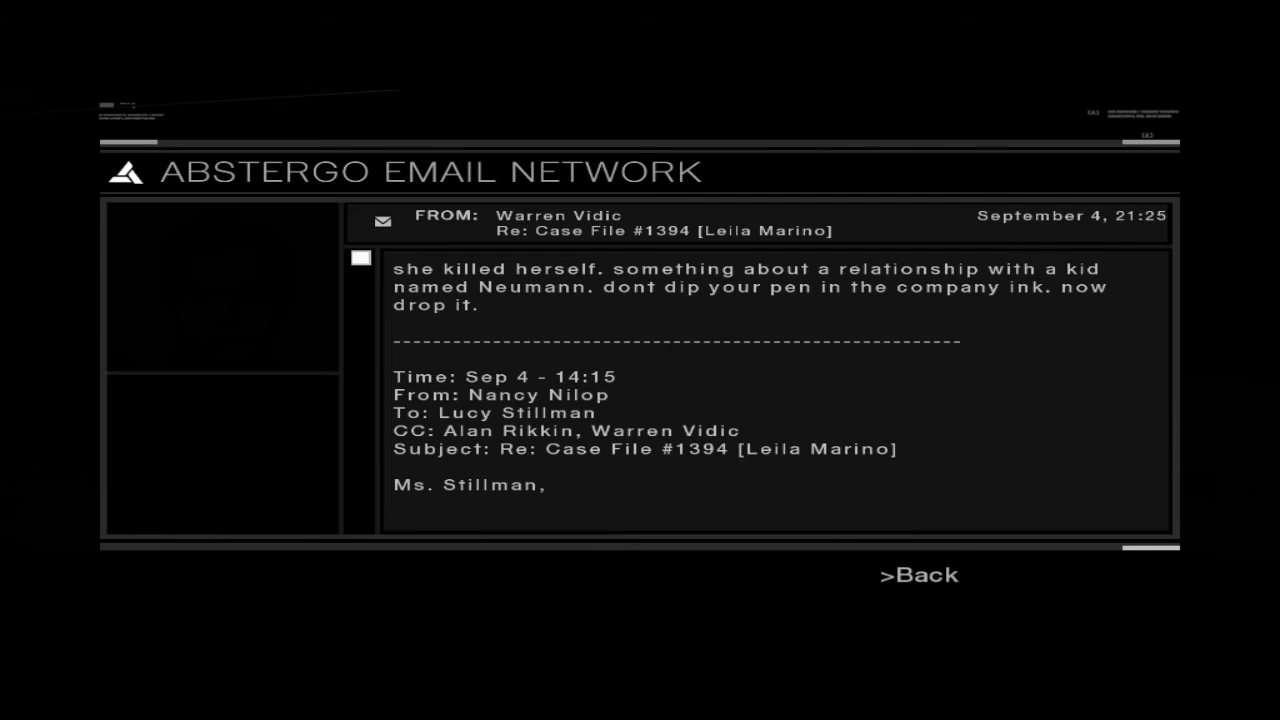 ABSTERGO EMAIL NETWORK
FROM: Warren Vidic September 4, 21:25
Re: Case File #1394 [Leila Marino]
she killed herself. something about a relationship with a kid
named Neumann. dont dip your pen in the company ink. now
drop it.
---------------------------------------------------------
Time: Sep 4 - 14:15
From: Nancy Nilop
To: Lucy Stillman
CC: Alan Rikkin, Warren Vidic
Subject: Re: Case File #1394 [Leila Marino]
Ms. Stillman,
>Back